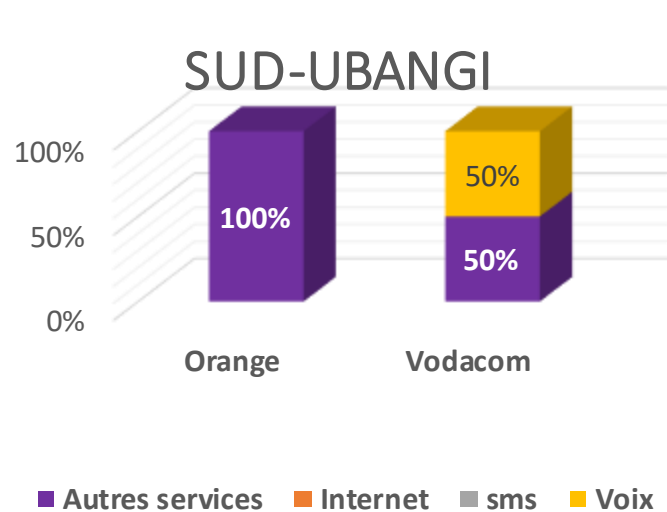 SUD-UBANGI
100%
50%
0%
100%
50%
50%
Orange
Vodacom
Autres services
Internet
sms
Voix